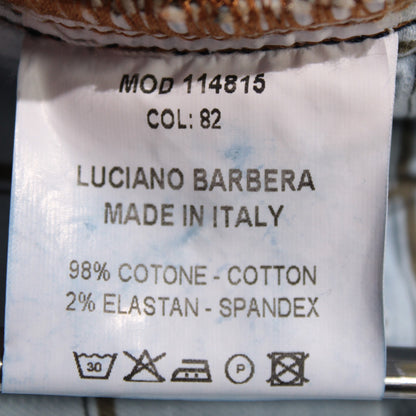 MOD 114815
COL: 82
LUCIANO BARBERA
MADE IN ITALY
98% COTONE - COTTON
2% ELASTAN - SPANDEX
30 P